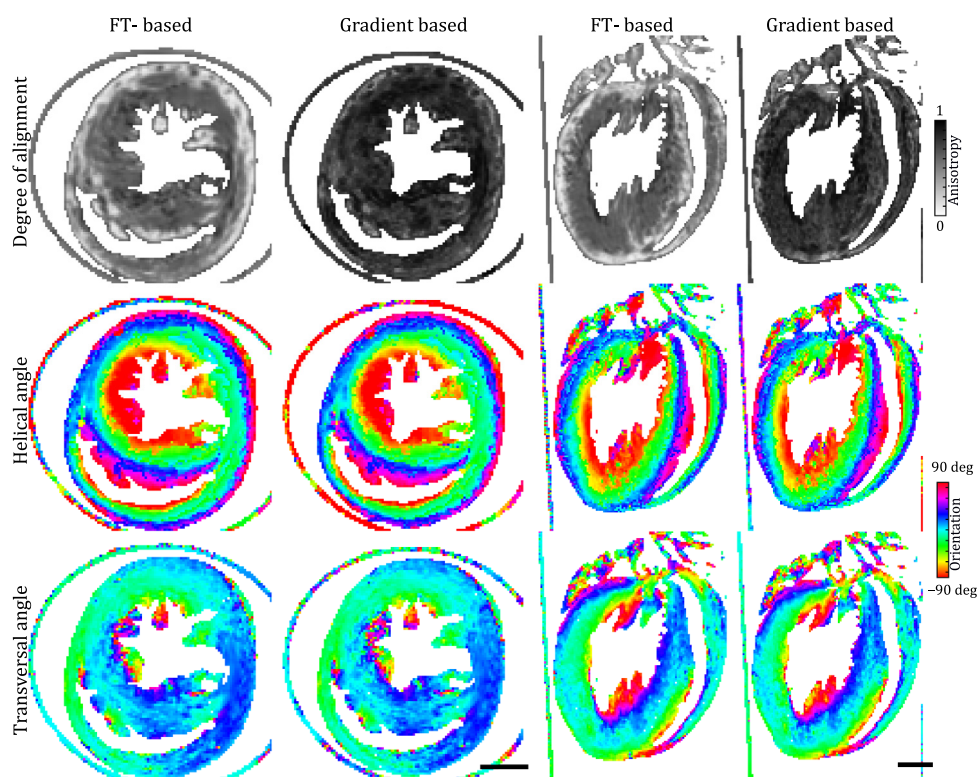 FT- based
Gradient based
FT- based
Gradient based
Degree of alignment
1
Anisotropy
0
Helical angle
90 deg
Orientation
−90 deg
Transversal angle